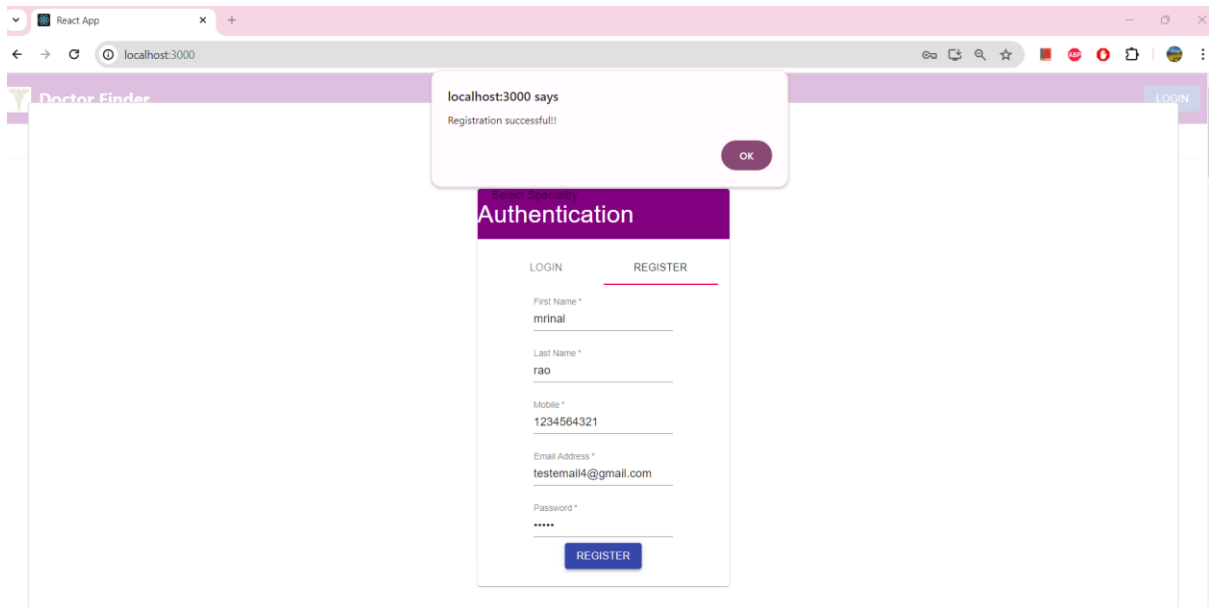 React App
localhost:3000
Doctor Finder
LOGIN
localhost:3000 says
Registration successful!!
OK
Select Speciality
Authentication
LOGIN REGISTER
First Name *
mrinal
Last Name *
rao
Mobile *
1234564321
Email Address *
testemail4@gmail.com
Password *
•••••
REGISTER
ABP